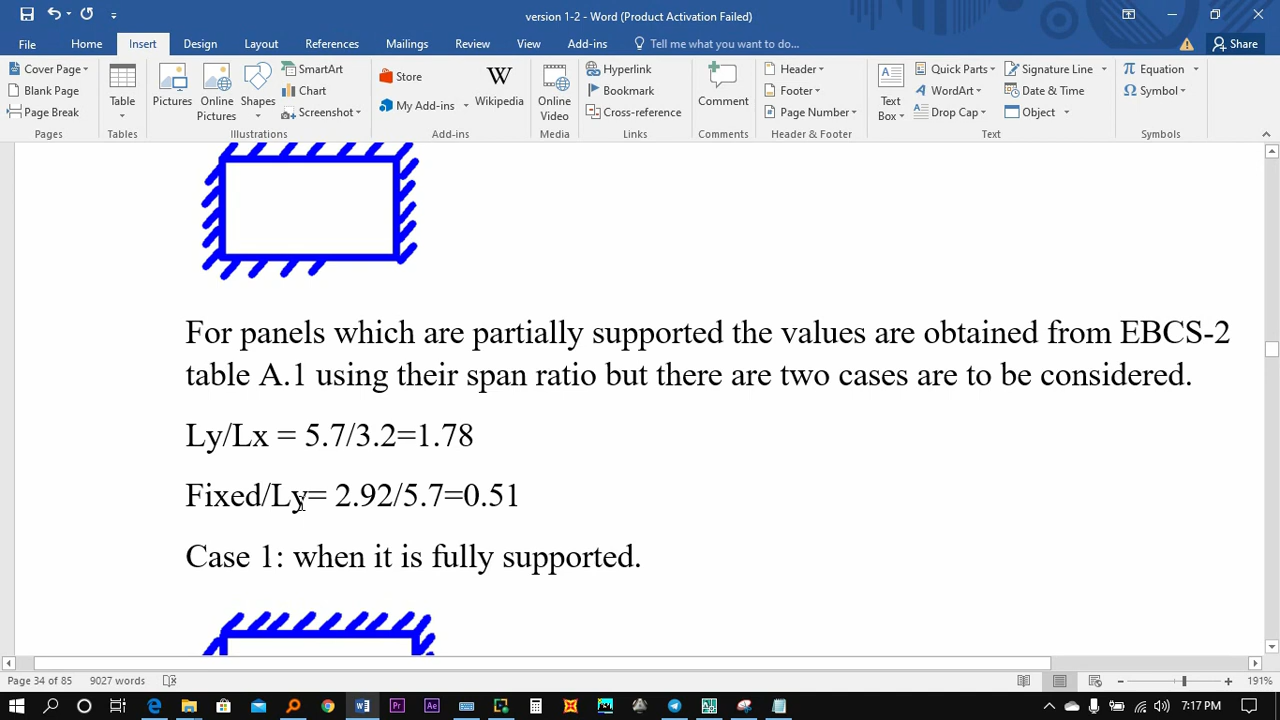 version 1-2 - Word (Product Activation Failed)
File Home Insert Design Layout References Mailings Review View Add-ins Tell me what you want to do... Share
Cover Page
Blank Page
Page Break
Pages
Table
Tables
Pictures
Online Pictures
Shapes
SmartArt
Chart
Screenshot
Illustrations
Store
My Add-ins
Wikipedia
Add-ins
Online Video
Media
Hyperlink
Bookmark
Cross-reference
Links
Comment
Comments
Header
Footer
Page Number
Header & Footer
Text Box
Quick Parts
WordArt
Drop Cap
Signature Line
Date & Time
Object
Text
Equation
Symbol
Symbols
For panels which are partially supported the values are obtained from EBCS-2
table A.1 using their span ratio but there are two cases are to be considered.
Ly/Lx = 5.7/3.2=1.78
Fixed/Ly= 2.92/5.7=0.51
Case 1: when it is fully supported.
Page 34 of 85 9027 words 191%
7:17 PM